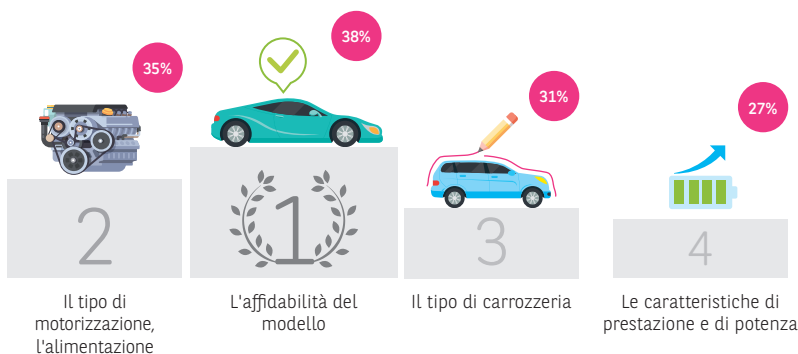 35%
2
Il tipo di
motorizzazione,
l'alimentazione
38%
1
L'affidabilità del
modello
31%
3
Il tipo di carrozzeria
27%
4
Le caratteristiche di
prestazione e di potenza